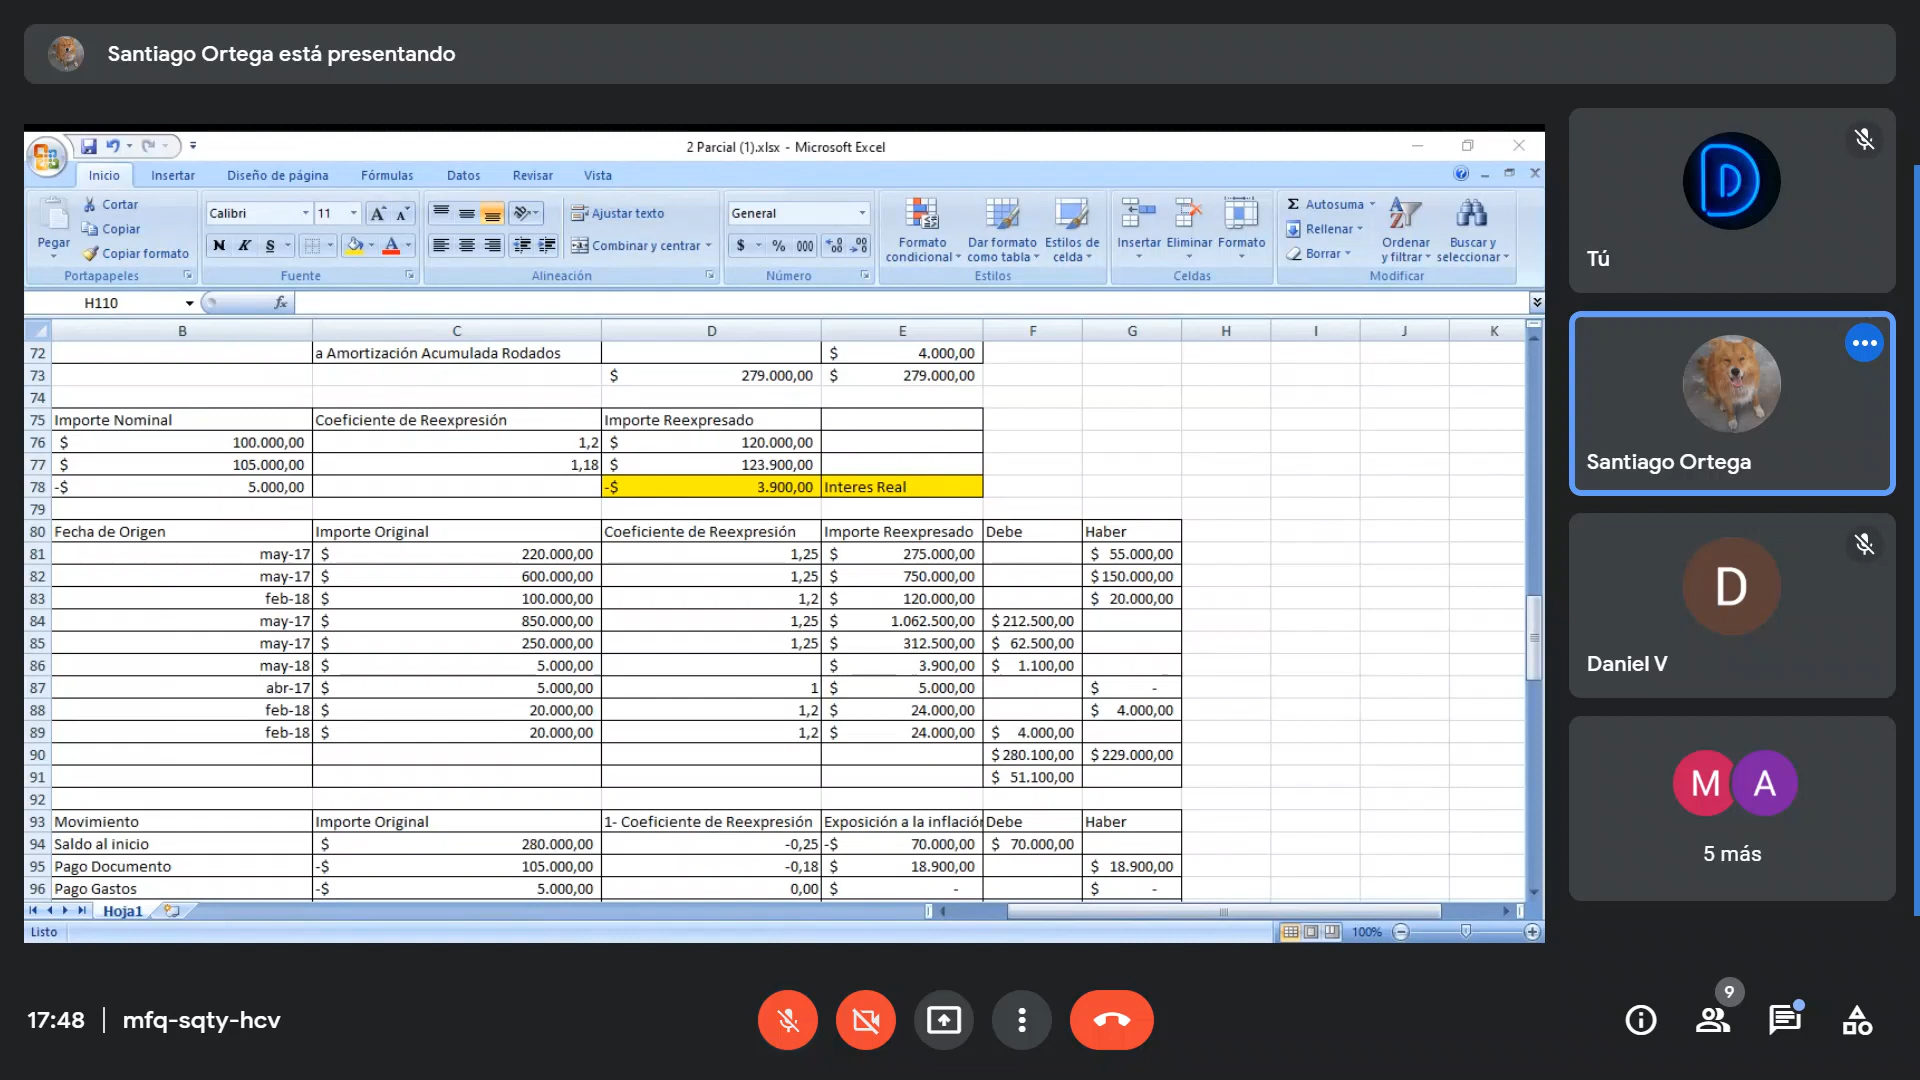 Santiago Ortega está presentando
2 Parcial (1).xlsx - Microsoft Excel
Inicio Insertar Diseño de página Fórmulas Datos Revisar Vista
Pegar
Cortar
Copiar
Copiar formato
Portapapeles
Calibri 11
N K S
Fuente
Ajustar texto
Combinar y centrar
Alineación
General
$ % 000
Número
Formato condicional
Dar formato como tabla
Estilos de celda
Estilos
Insertar Eliminar Formato
Celdas
Σ Autosuma
Rellenar
Borrar
Ordenar y filtrar
Buscar y seleccionar
Modificar
H110 fx
B C D E F G H I J K
72 a Amortización Acumulada Rodados $ 4.000,00
73 $ 279.000,00 $ 279.000,00
74
75 Importe Nominal Coeficiente de Reexpresión Importe Reexpresado
76 $ 100.000,00 1,2 $ 120.000,00
77 $ 105.000,00 1,18 $ 123.900,00
78 -$ 5.000,00 -$ 3.900,00 Interes Real
79
80 Fecha de Origen Importe Original Coeficiente de Reexpresión Importe Reexpresado Debe Haber
81 may-17 $ 220.000,00 1,25 $ 275.000,00 $ 55.000,00
82 may-17 $ 600.000,00 1,25 $ 750.000,00 $ 150.000,00
83 feb-18 $ 100.000,00 1,2 $ 120.000,00 $ 20.000,00
84 may-17 $ 850.000,00 1,25 $ 1.062.500,00 $ 212.500,00
85 may-17 $ 250.000,00 1,25 $ 312.500,00 $ 62.500,00
86 may-18 $ 5.000,00 $ 3.900,00 $ 1.100,00
87 abr-17 $ 5.000,00 1 $ 5.000,00 $ -
88 feb-18 $ 20.000,00 1,2 $ 24.000,00 $ 4.000,00
89 feb-18 $ 20.000,00 1,2 $ 24.000,00 $ 4.000,00
90 $ 280.100,00 $ 229.000,00
91 $ 51.100,00
92
93 Movimiento Importe Original 1- Coeficiente de Reexpresión Exposición a la inflación Debe Haber
94 Saldo al inicio $ 280.000,00 -0,25 -$ 70.000,00 $ 70.000,00
95 Pago Documento -$ 105.000,00 -0,18 $ 18.900,00 $ 18.900,00
96 Pago Gastos -$ 5.000,00 0,00 $ - $ -
Hoja1
Listo 100%
D
Tú
Santiago Ortega
D
Daniel V
M A
5 más
17:48 | mfq-sqty-hcv
9